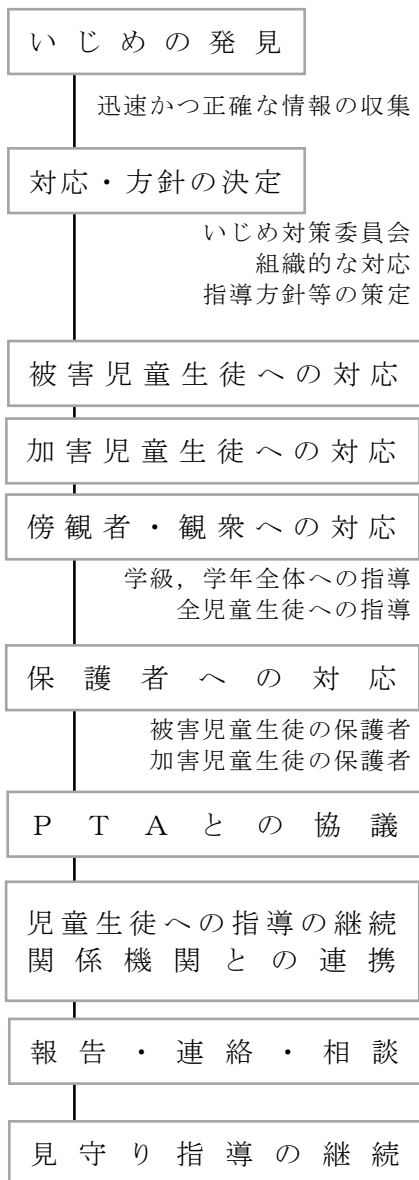 いじめの発見
迅速かつ正確な情報の収集
対応・方針の決定
いじめ対策委員会
組織的な対応
指導方針等の策定
被害児童生徒への対応
加害児童生徒への対応
傍観者・観衆への対応
学級，学年全体への指導
全児童生徒への指導
保護者への対応
被害児童生徒の保護者
加害児童生徒の保護者
ＰＴＡとの協議
児童生徒への指導の継続
関係機関との連携
報告・連絡・相談
見守り指導の継続